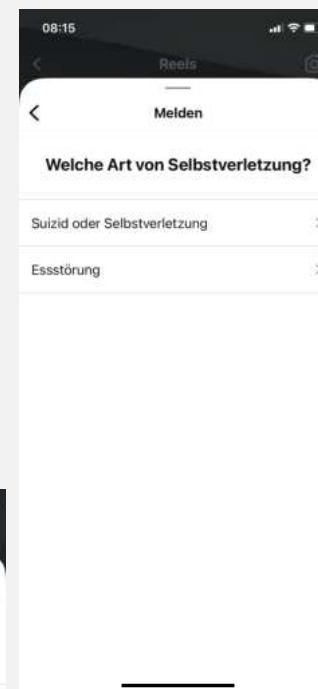 08:15
Reels
Melden
Welche Art von Selbstverletzung?
Suizid oder Selbstverletzung
Essstörung